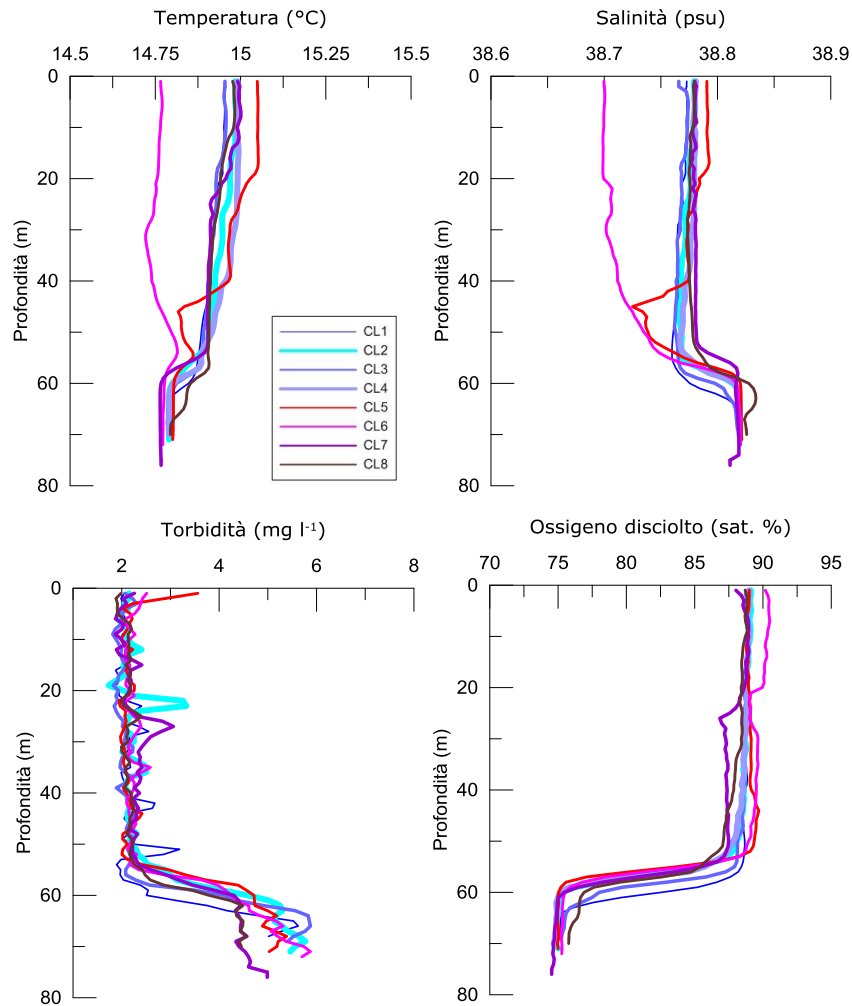 Temperatura (°C)
14.5 14.75 15 15.25 15.5
0
20
40
60
80
Profondità (m)
CL1
CL2
CL3
CL4
CL5
CL6
CL7
CL8
Salinità (psu)
38.6 38.7 38.8 38.9
0
20
40
60
80
Profondità (m)
Torbidità (mg l-1)
2 4 6 8
0
20
40
60
80
Profondità (m)
Ossigeno disciolto (sat. %)
70 75 80 85 90 95
0
20
40
60
80
Profondità (m)